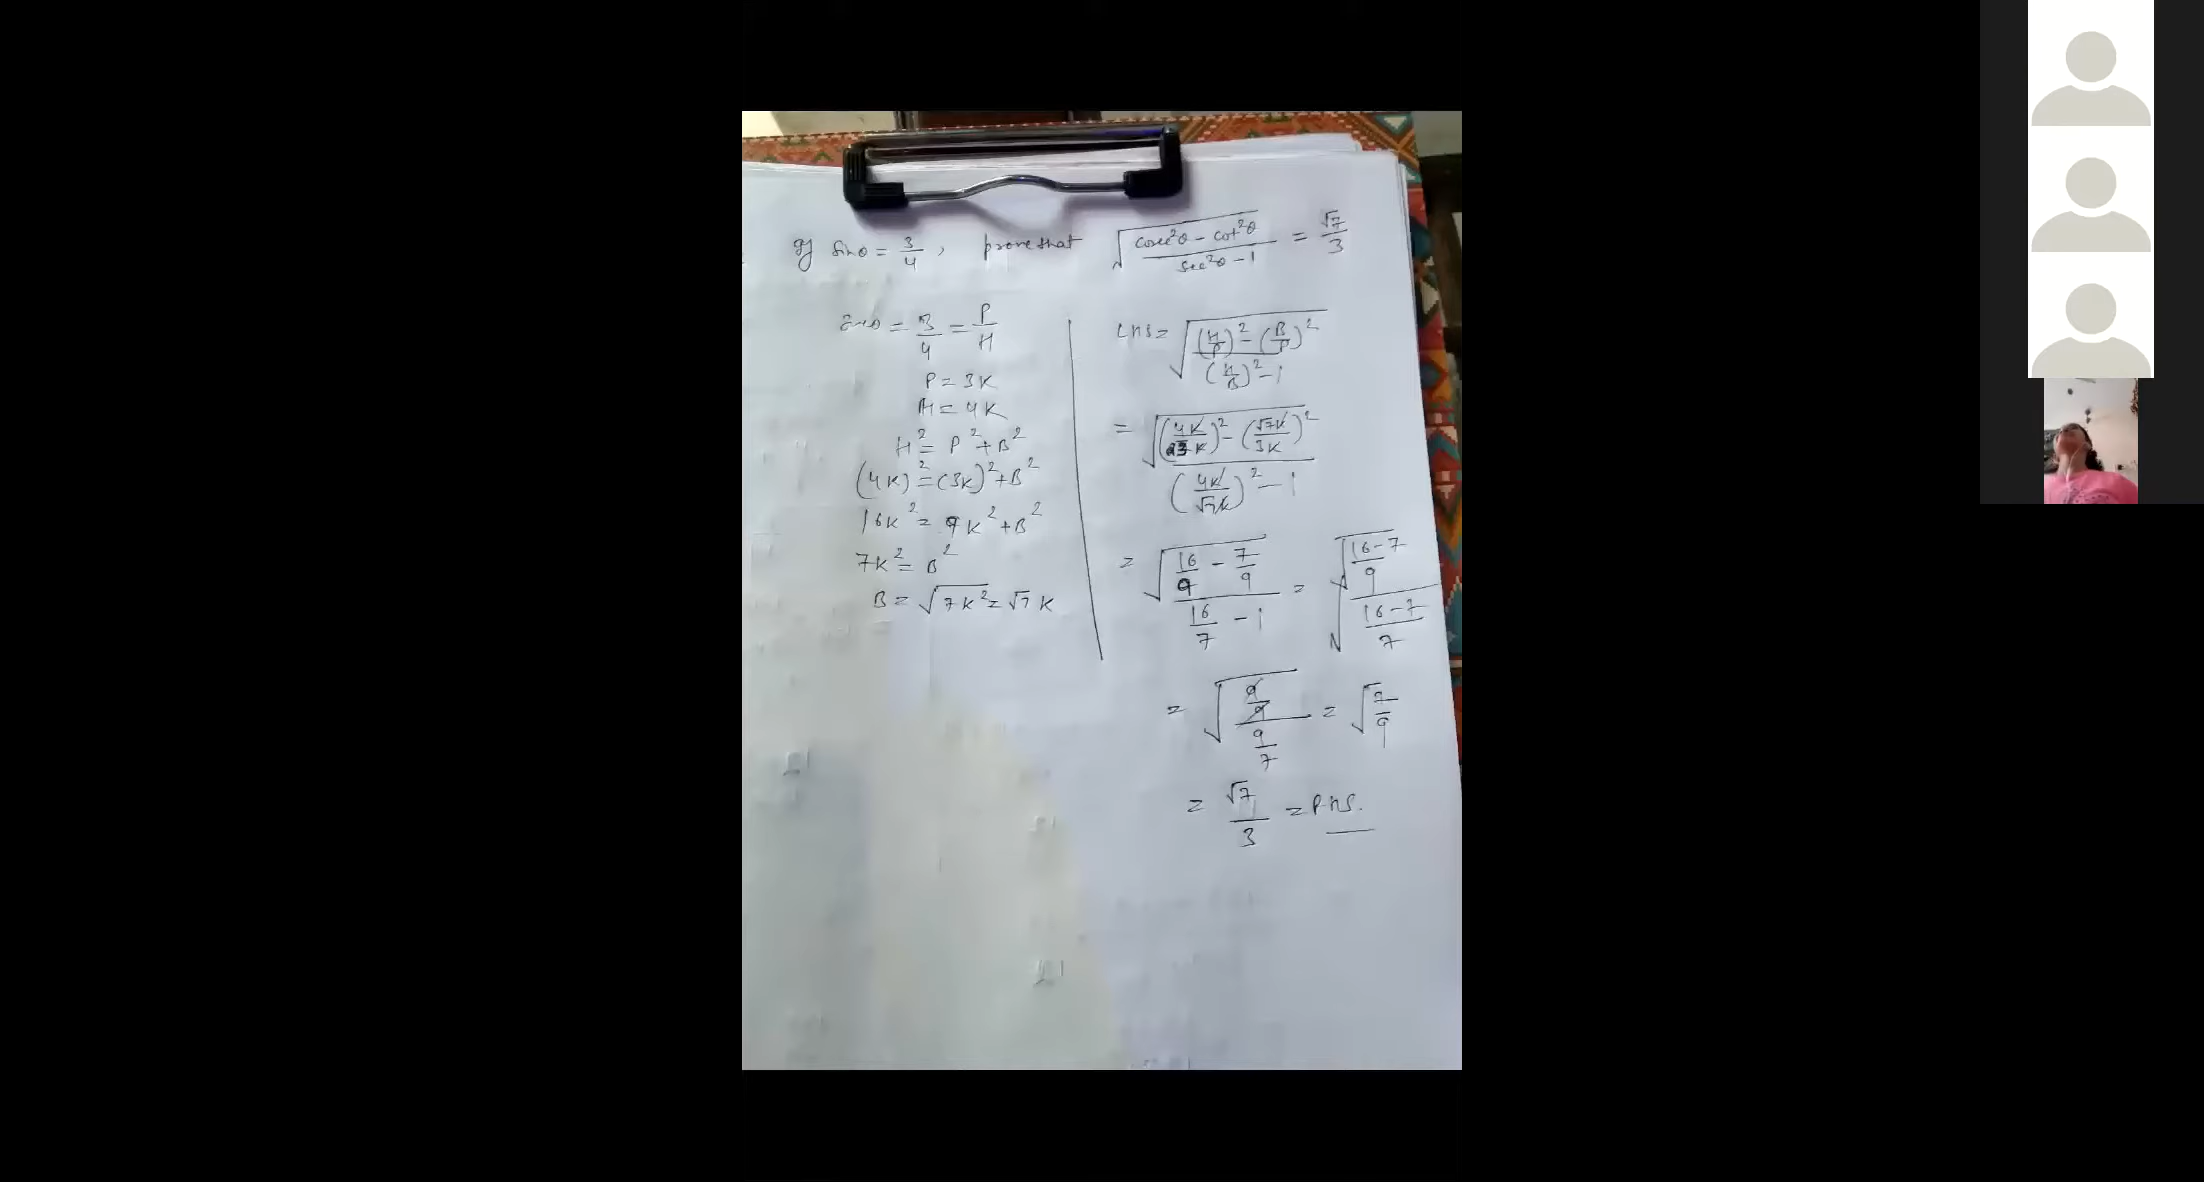 If sinθ = 3/4, prove that √((cosec²θ - cot²θ)/(sec²θ - 1)) = √7/3
sinθ = 3/4 = P/H
P = 3K
H = 4K
H² = P² + B²
(4K)² = (3K)² + B²
16K² = 9K² + B²
7K² = B²
B = √(7K²) = √7 K
LHS = √(((H/P)² - (B/P)²)/((H/B)² - 1))
= √(((4K/3K)² - (√7K/3K)²)/((4K/√7K)² - 1))
= √((16/9 - 7/9)/(16/7 - 1)) = √(((16-7)/9)/((16-7)/7))
= √((9/9)/(9/7)) = √(7/9)
= √7/3 = RHS.